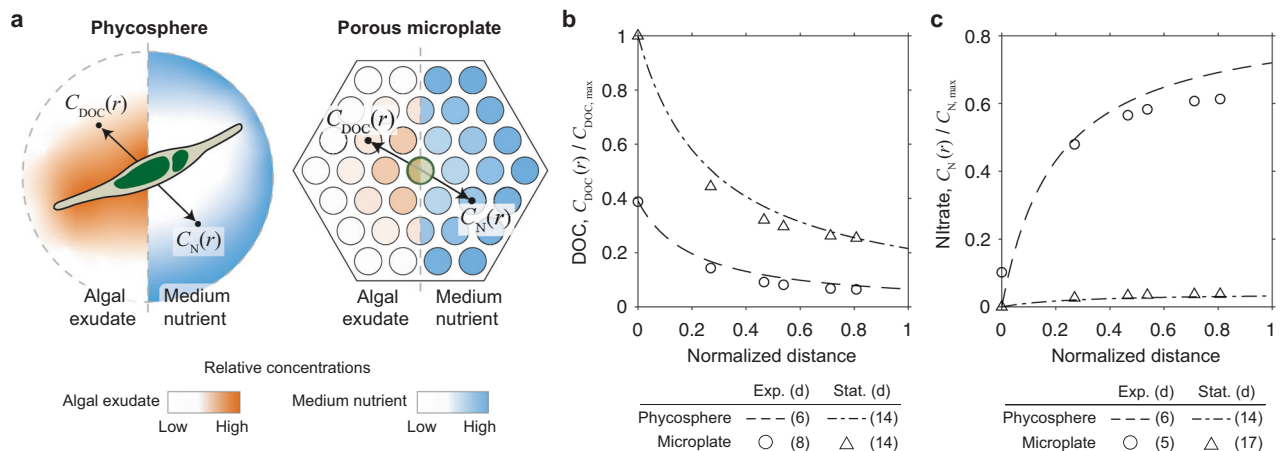 a
Phycosphere
C_DOC(r)
C_N(r)
Algal exudate
Medium nutrient
Porous microplate
C_DOC(r)
C_N(r)
Algal exudate
Medium nutrient
Relative concentrations
Algal exudate
Low High
Medium nutrient
Low High
b
DOC, C_DOC(r) / C_DOC, max
1
0.8
0.6
0.4
0.2
0
0 0.2 0.4 0.6 0.8 1
Normalized distance
Exp. (d) Stat. (d)
Phycosphere (6) (14)
Microplate (8) (14)
c
NItrate, C_N(r) / C_N, max
0.8
0.6
0.4
0.2
0
0 0.2 0.4 0.6 0.8 1
Normalized distance
Exp. (d) Stat. (d)
Phycosphere (6) (14)
Microplate (5) (17)